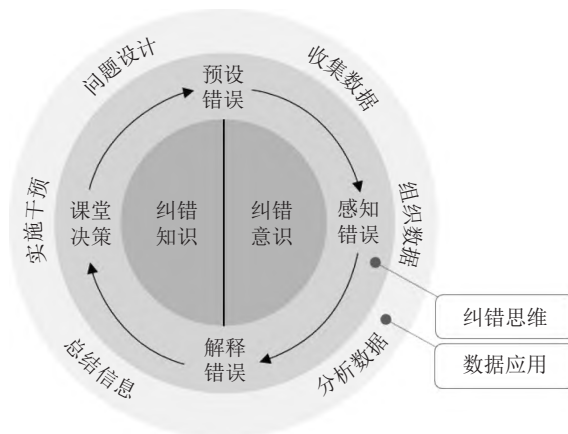 问题设计
收集数据
预设
错误
实施干预
课堂
决策
纠错
知识
纠错
意识
感知
错误
组织数据
解释
错误
总结信息
分析数据
纠错思维
数据应用